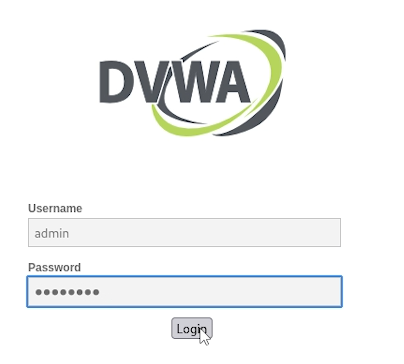 DVWA
Username
admin
Password
••••••••
Login